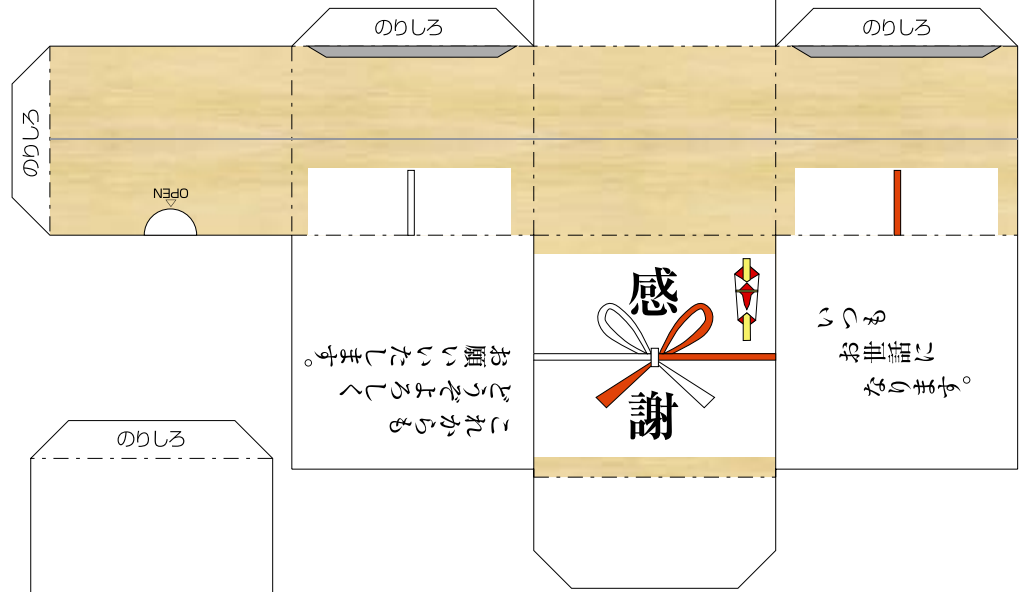 のりしろ
のりしろ
のりしろ
OPEN
感
謝
いつも
お世話に
なります。
これからも
どうぞよろしく
お願いいたします。
のりしろ